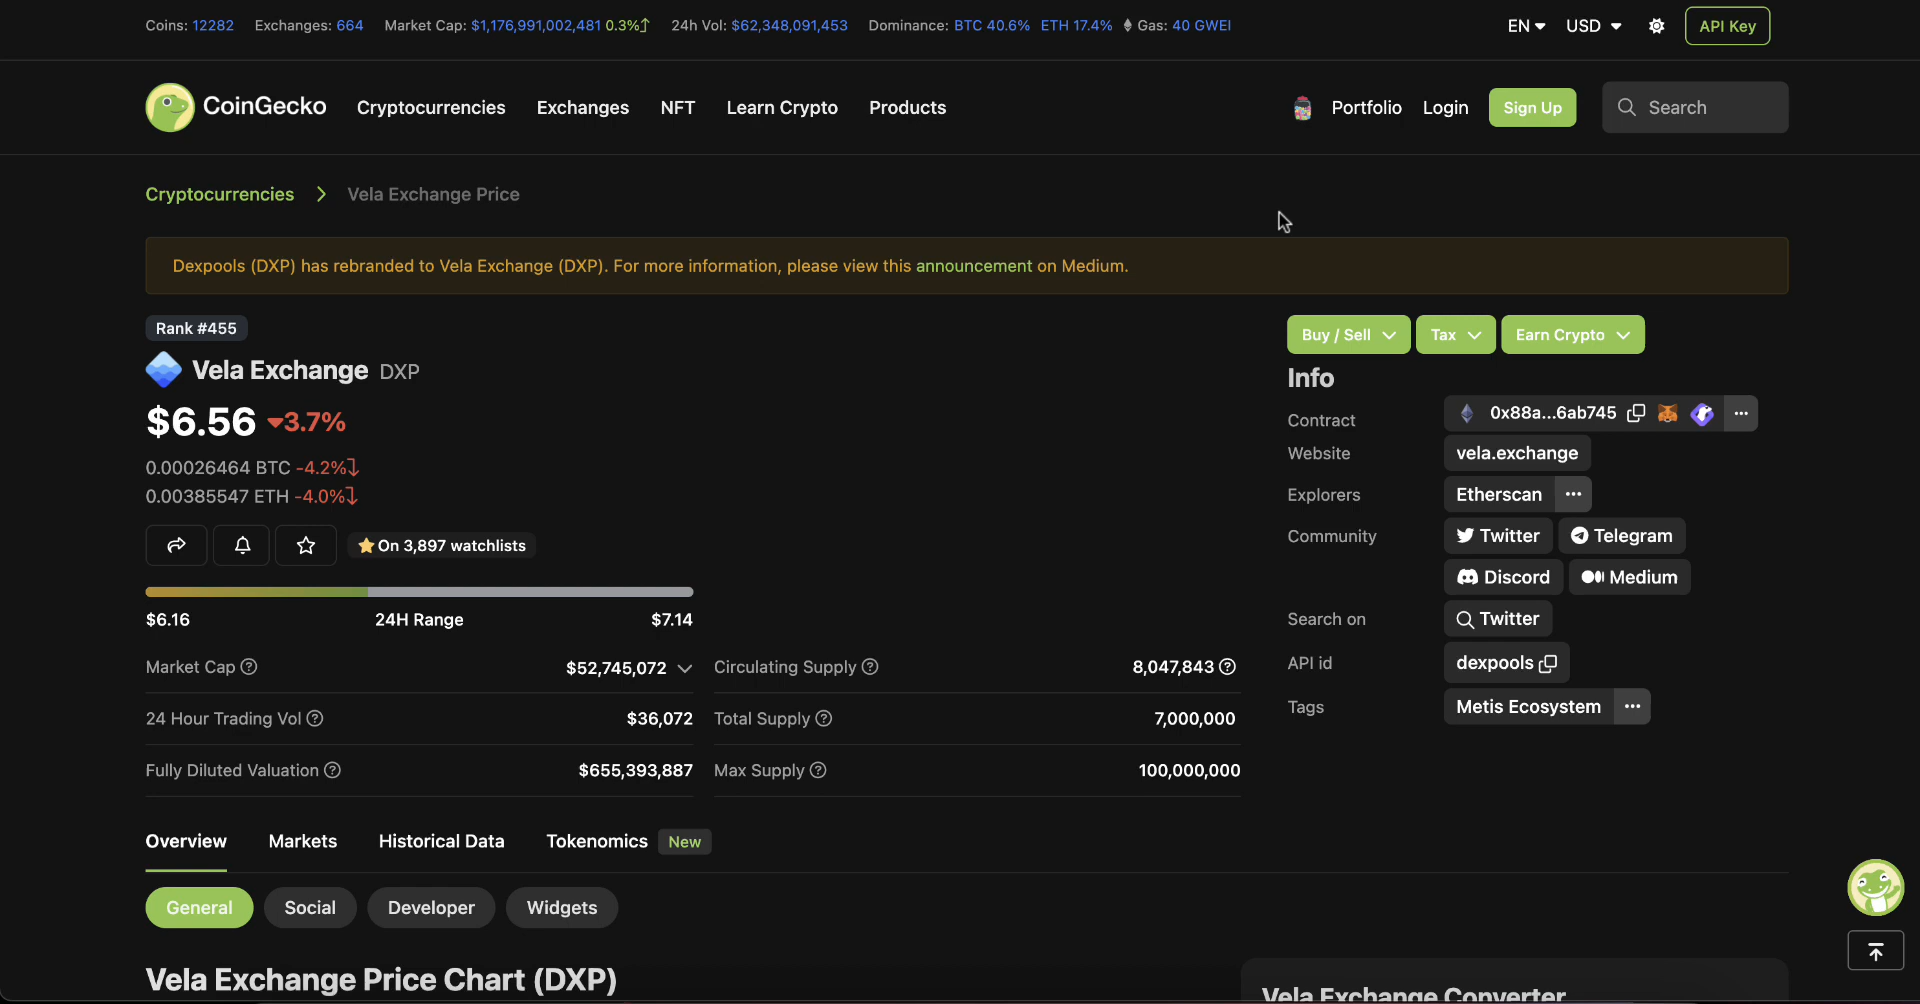 Coins: 12282 Exchanges: 664 Market Cap: $1,176,991,002,481 0.3% 24h Vol: $62,348,091,453 Dominance: BTC 40.6% ETH 17.4% Gas: 40 GWEI EN USD API Key
CoinGecko Cryptocurrencies Exchanges NFT Learn Crypto Products Portfolio Login Sign Up Search
Cryptocurrencies Vela Exchange Price
Dexpools (DXP) has rebranded to Vela Exchange (DXP). For more information, please view this announcement on Medium.
Rank #455
Vela Exchange DXP
$6.56 3.7%
0.00026464 BTC -4.2%
0.00385547 ETH -4.0%
On 3,897 watchlists
$6.16 24H Range $7.14
Market Cap $52,745,072
24 Hour Trading Vol $36,072
Fully Diluted Valuation $655,393,887
Circulating Supply 8,047,843
Total Supply 7,000,000
Max Supply 100,000,000
Buy / Sell Tax Earn Crypto
Info
Contract 0x88a...6ab745
Website vela.exchange
Explorers Etherscan
Community Twitter Telegram
Discord Medium
Search on Twitter
API id dexpools
Tags Metis Ecosystem
Overview Markets Historical Data Tokenomics New
General Social Developer Widgets
Vela Exchange Price Chart (DXP)
Vela Exchange Converter